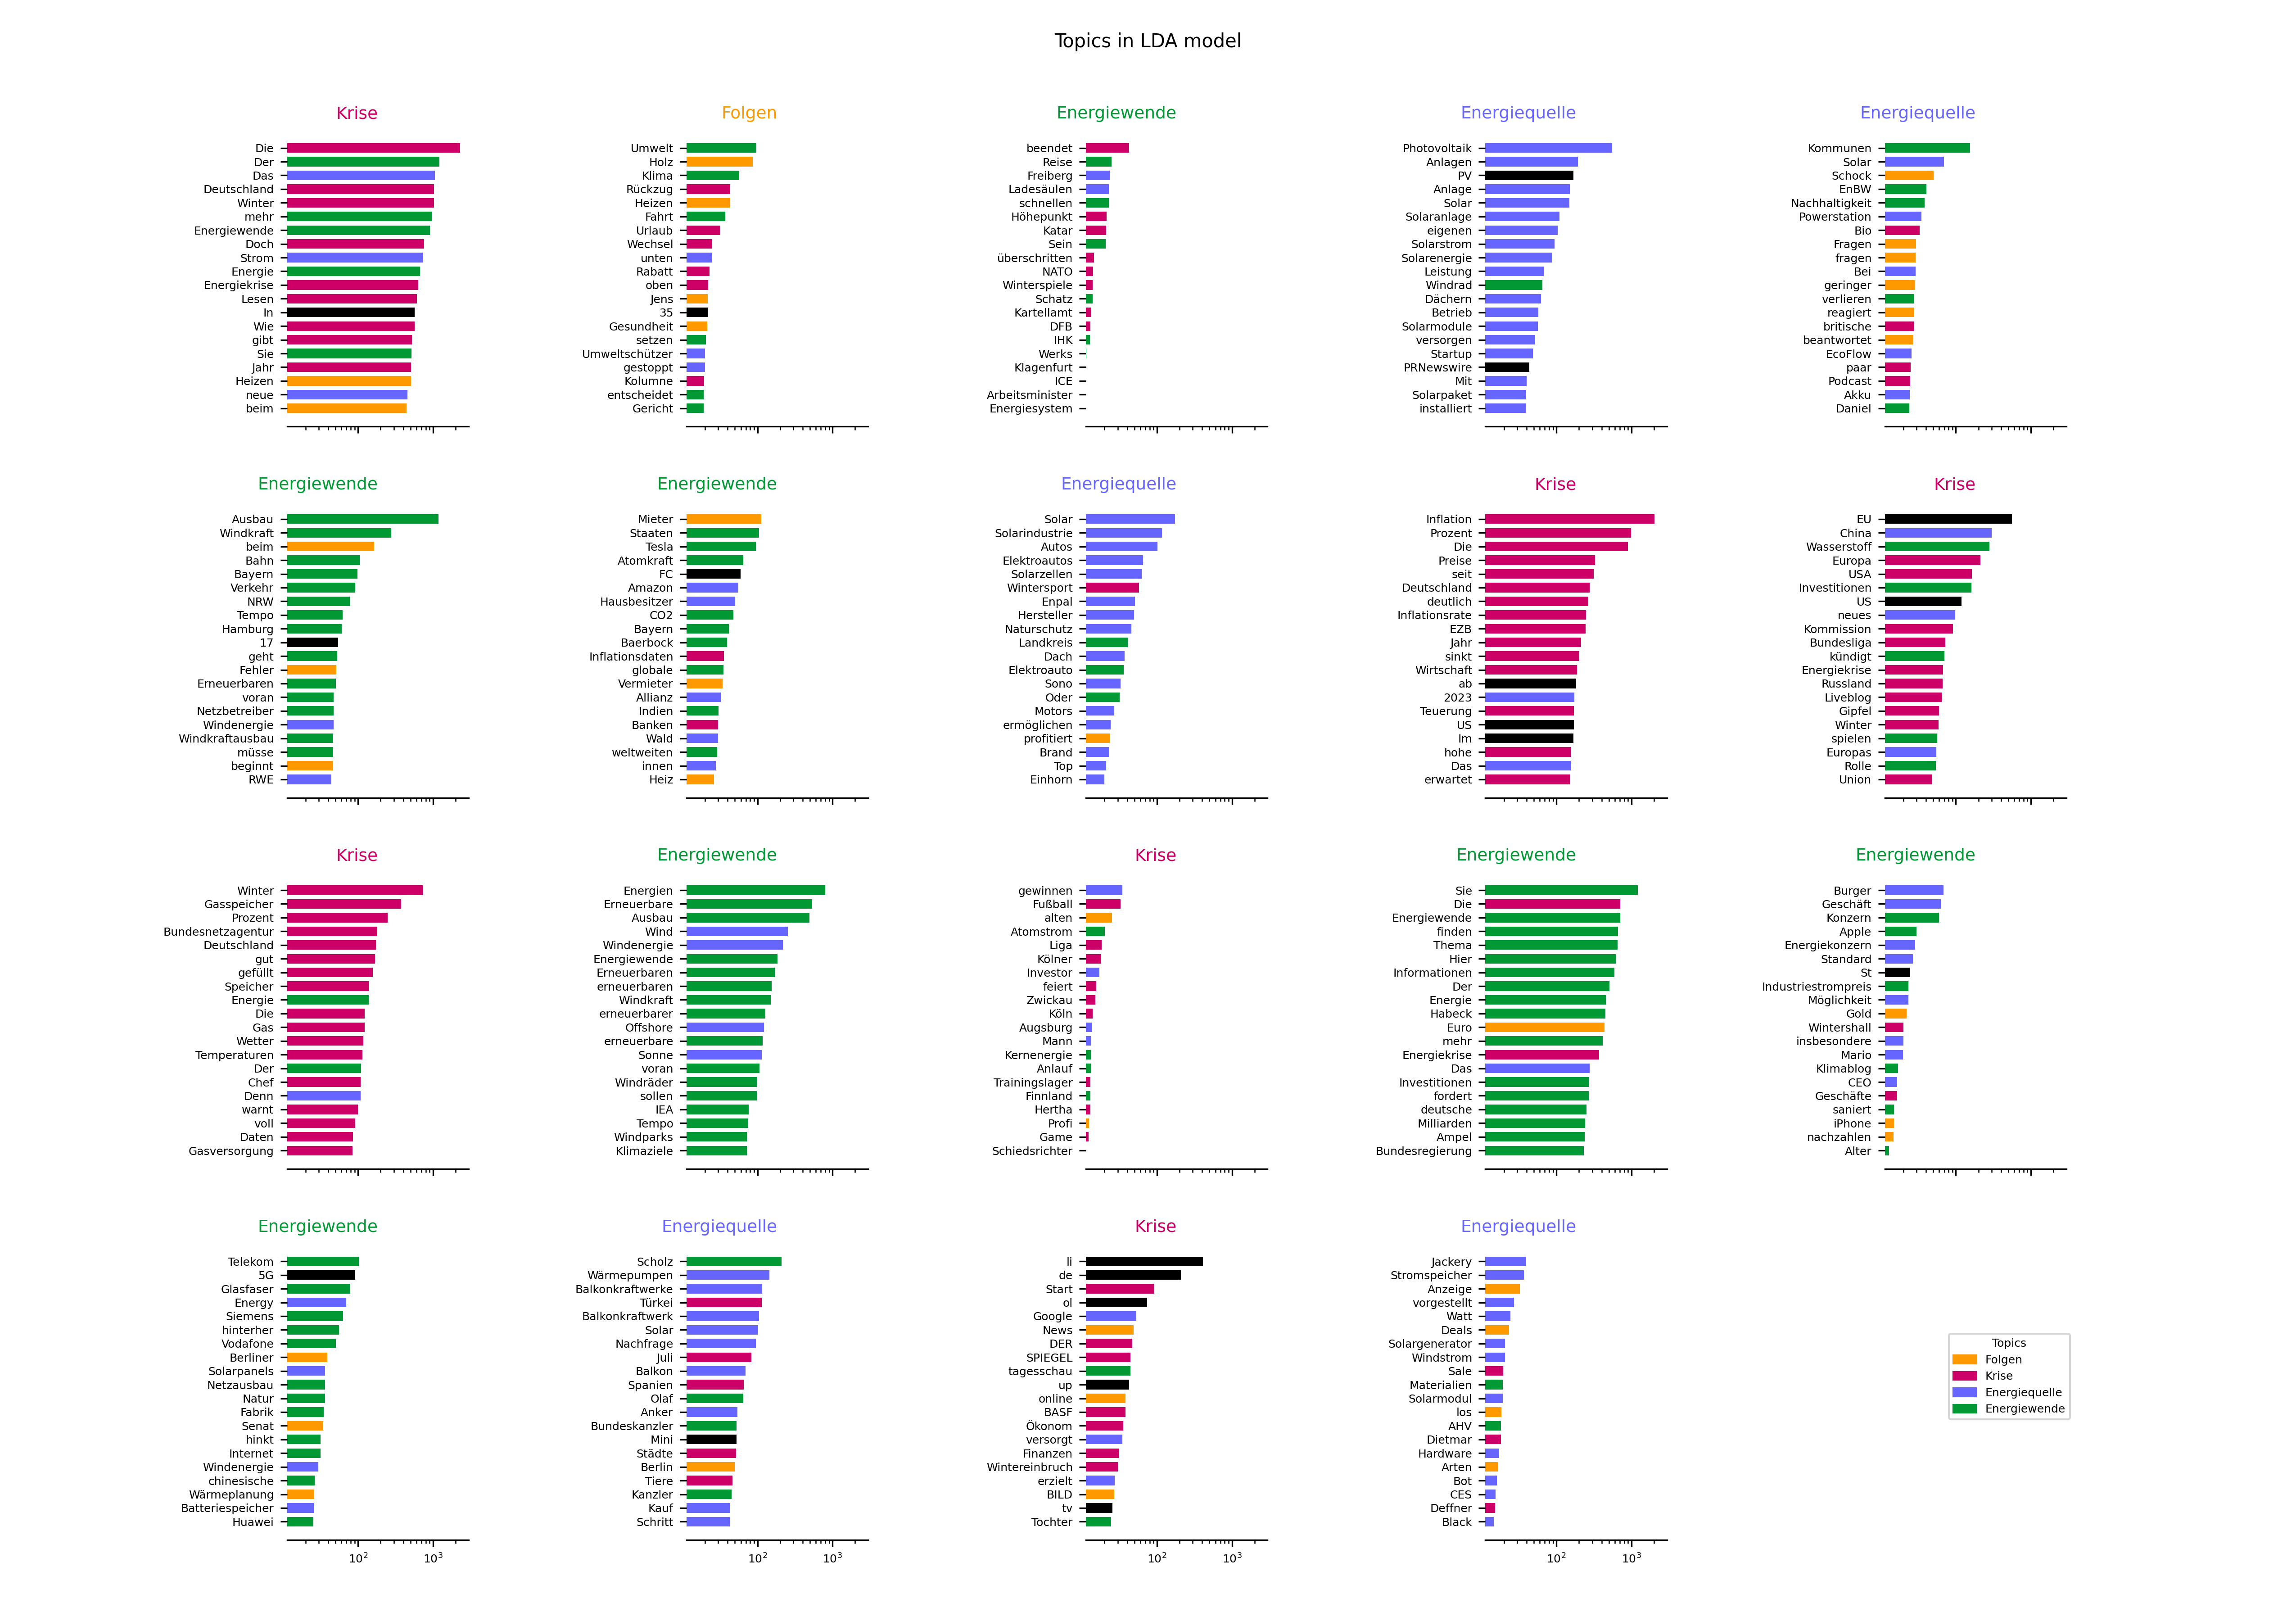 Topics in LDA model
Krise
Die
Der
Das
Deutschland
Winter
mehr
Energiewende
Doch
Strom
Energie
Energiekrise
Lesen
In
Wie
gibt
Sie
Jahr
Heizen
neue
beim
Folgen
Umwelt
Holz
Klima
Rückzug
Heizen
Fahrt
Urlaub
Wechsel
unten
Rabatt
oben
Jens
35
Gesundheit
setzen
Umweltschützer
gestoppt
Kolumne
entscheidet
Gericht
Energiewende
beendet
Reise
Freiberg
Ladesäulen
schnellen
Höhepunkt
Katar
Sein
überschritten
NATO
Winterspiele
Schatz
Kartellamt
DFB
IHK
Werks
Klagenfurt
ICE
Arbeitsminister
Energiesystem
Energiequelle
Photovoltaik
Anlagen
PV
Anlage
Solar
Solaranlage
eigenen
Solarstrom
Solarenergie
Leistung
Windrad
Dächern
Betrieb
Solarmodule
versorgen
Startup
PRNewswire
Mit
Solarpaket
installiert
Energiequelle
Kommunen
Solar
Schock
EnBW
Nachhaltigkeit
Powerstation
Bio
Fragen
fragen
Bei
geringer
verlieren
reagiert
britische
beantwortet
EcoFlow
paar
Podcast
Akku
Daniel
Energiewende
Ausbau
Windkraft
beim
Bahn
Bayern
Verkehr
NRW
Tempo
Hamburg
17
geht
Fehler
Erneuerbaren
voran
Netzbetreiber
Windenergie
Windkraftausbau
müsse
beginnt
RWE
Energiewende
Mieter
Staaten
Tesla
Atomkraft
FC
Amazon
Hausbesitzer
CO2
Bayern
Baerbock
Inflationsdaten
globale
Vermieter
Allianz
Indien
Banken
Wald
weltweiten
innen
Heiz
Energiequelle
Solar
Solarindustrie
Autos
Elektroautos
Solarzellen
Wintersport
Enpal
Hersteller
Naturschutz
Landkreis
Dach
Elektroauto
Sono
Oder
Motors
ermöglichen
profitiert
Brand
Top
Einhorn
Krise
Inflation
Prozent
Die
Preise
seit
Deutschland
deutlich
Inflationsrate
EZB
Jahr
sinkt
Wirtschaft
ab
2023
Teuerung
US
Im
hohe
Das
erwartet
Krise
EU
China
Wasserstoff
Europa
USA
Investitionen
US
neues
Kommission
Bundesliga
kündigt
Energiekrise
Russland
Liveblog
Gipfel
Winter
spielen
Europas
Rolle
Union
Krise
Winter
Gasspeicher
Prozent
Bundesnetzagentur
Deutschland
gut
gefüllt
Speicher
Energie
Die
Gas
Wetter
Temperaturen
Der
Chef
Denn
warnt
voll
Daten
Gasversorgung
Energiewende
Energien
Erneuerbare
Ausbau
Wind
Windenergie
Energiewende
Erneuerbaren
erneuerbaren
Windkraft
erneuerbarer
Offshore
erneuerbare
Sonne
voran
Windräder
sollen
IEA
Tempo
Windparks
Klimaziele
Krise
gewinnen
Fußball
alten
Atomstrom
Liga
Kölner
Investor
feiert
Zwickau
Köln
Augsburg
Mann
Kernenergie
Anlauf
Trainingslager
Finnland
Hertha
Profi
Game
Schiedsrichter
Energiewende
Sie
Die
Energiewende
finden
Thema
Hier
Informationen
Der
Energie
Habeck
Euro
mehr
Energiekrise
Das
Investitionen
fordert
deutsche
Milliarden
Ampel
Bundesregierung
Energiewende
Burger
Geschäft
Konzern
Apple
Energiekonzern
Standard
St
Industriestrompreis
Möglichkeit
Gold
Wintershall
insbesondere
Mario
Klimablog
CEO
Geschäfte
saniert
iPhone
nachzahlen
Alter
Energiewende
Telekom
5G
Glasfaser
Energy
Siemens
hinterher
Vodafone
Berliner
Solarpanels
Netzausbau
Natur
Fabrik
Senat
hinkt
Internet
Windenergie
chinesische
Wärmeplanung
Batteriespeicher
Huawei
10² 10³
Energiequelle
Scholz
Wärmepumpen
Balkonkraftwerke
Türkei
Balkonkraftwerk
Solar
Nachfrage
Juli
Balkon
Spanien
Olaf
Anker
Bundeskanzler
Mini
Städte
Berlin
Tiere
Kanzler
Kauf
Schritt
10² 10³
Krise
li
de
Start
ol
Google
News
DER
SPIEGEL
tagesschau
up
online
BASF
Ökonom
versorgt
Finanzen
Wintereinbruch
erzielt
BILD
tv
Tochter
10² 10³
Energiequelle
Jackery
Stromspeicher
Anzeige
vorgestellt
Watt
Deals
Solargenerator
Windstrom
Sale
Materialien
Solarmodul
los
AHV
Dietmar
Hardware
Arten
Bot
CES
Deffner
Black
10² 10³
Topics
Folgen
Krise
Energiequelle
Energiewende